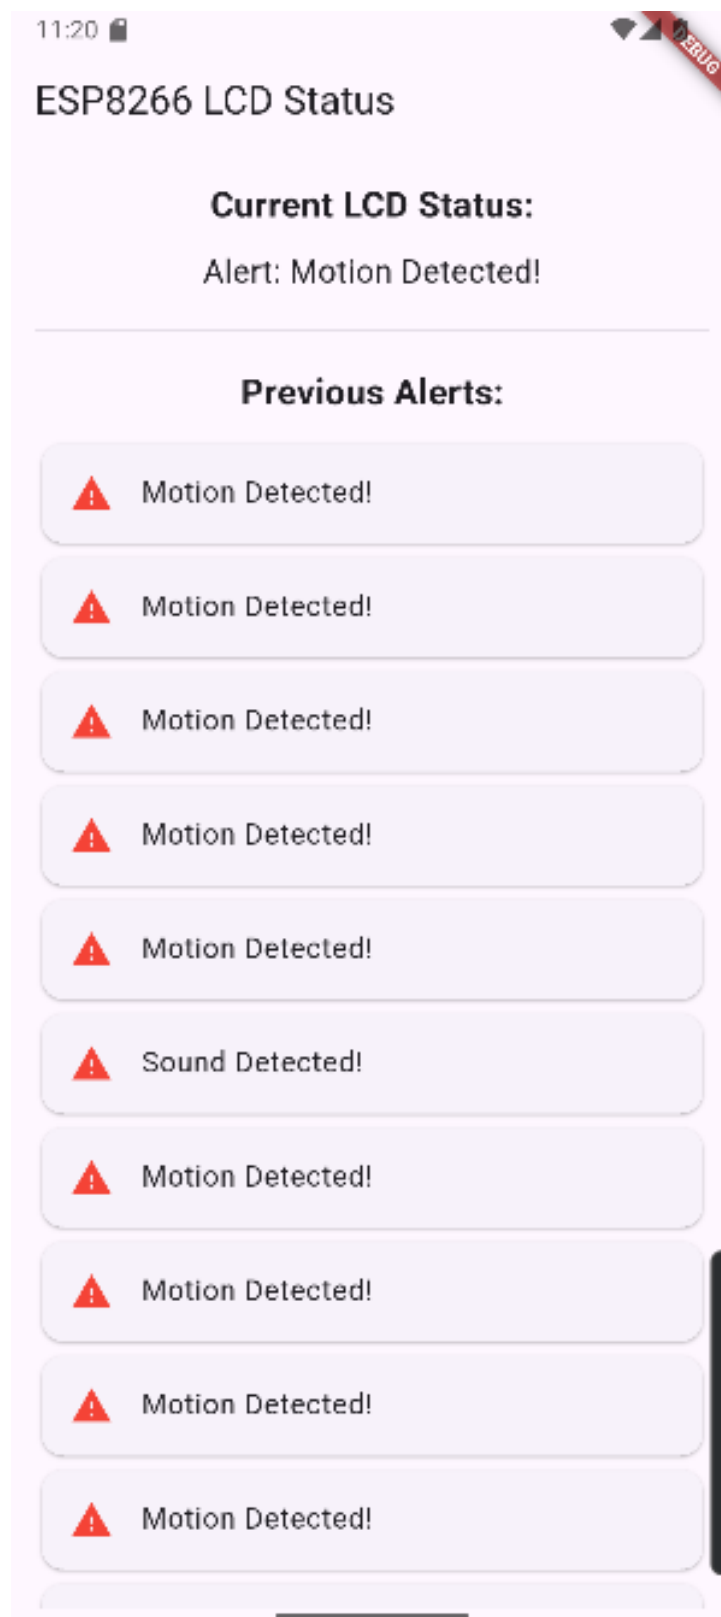 11:20
DEBUG
ESP8266 LCD Status
Current LCD Status:
Alert: Motion Detected!
Previous Alerts:
Motion Detected!
Motion Detected!
Motion Detected!
Motion Detected!
Motion Detected!
Sound Detected!
Motion Detected!
Motion Detected!
Motion Detected!
Motion Detected!